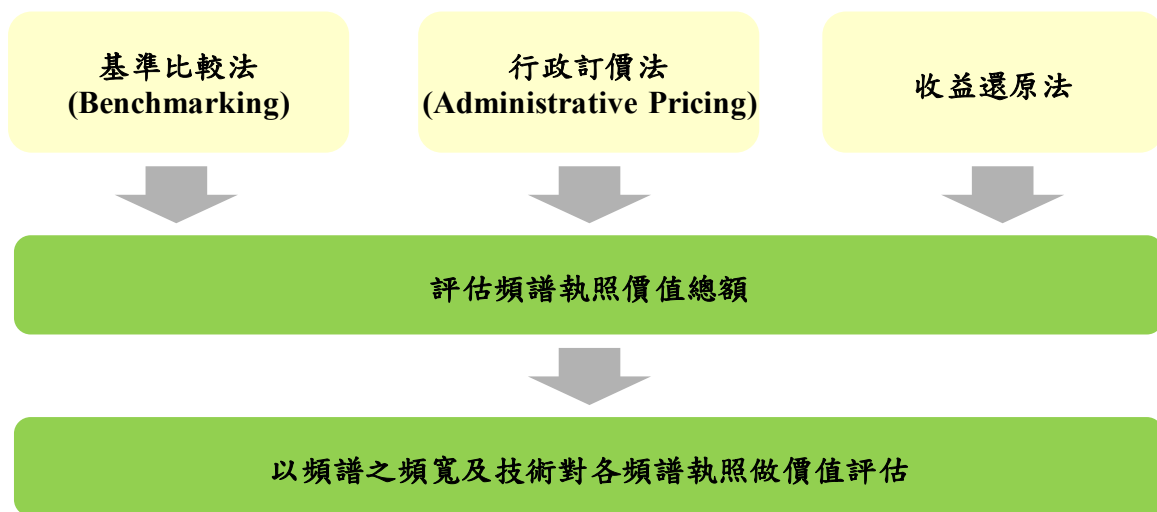 基準比較法
(Benchmarking)
行政訂價法
(Administrative Pricing)
收益還原法
評估頻譜執照價值總額
以頻譜之頻寬及技術對各頻譜執照做價值評估